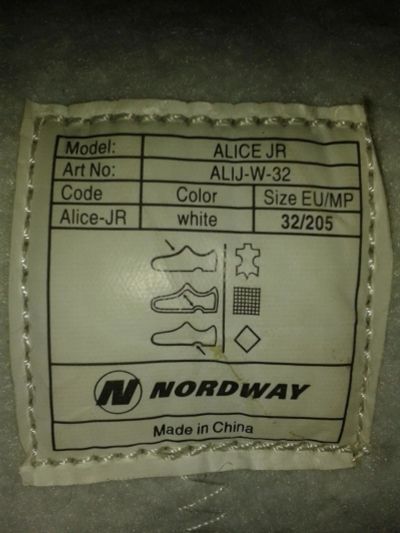 Model: ALICE JR
Art No: ALIJ-W-32
Code Color Size EU/MP
Alice-JR white 32/205
N NORDWAY
Made in China